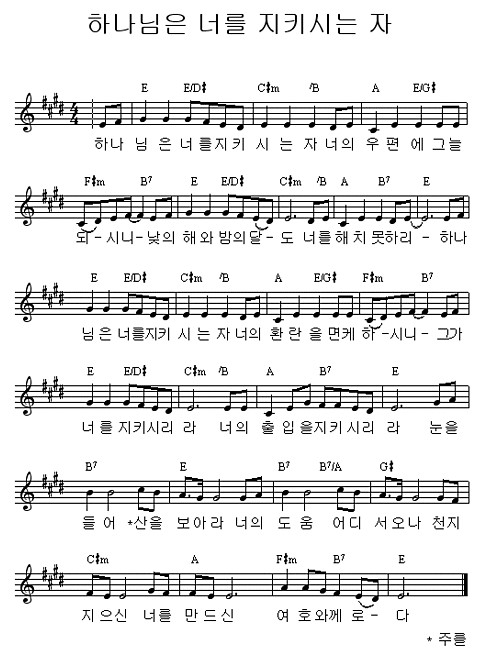 하나님은 너를 지키시는 자
E E/D# C#m /B A E/G#
4/4
하나 님 은 너를지키 시 는 자 너의 우 편 에 그늘
F#m B7 E E/D# C#m /B A B7 E
되-시니-낮의 해와 밤의달- 도 너를 해 치 못하리- 하나
E E/D# C#m /B A E/G# F#m B7
님 은 너를지키 시 는 자 너의 환 란 을 면케 하-시니- 그가
E E/D# C#m /B A B7 E
너 를 지키시리 라 너의 출 입 을지키시리 라 눈을
B7 E B7 B7/A G#
들 어 *산을 보아라 너의 도 움 어디 서오나 천지
C#m A F#m B7 E
지 으신 너를 만 드신 여 호와께 로- 다
* 주를